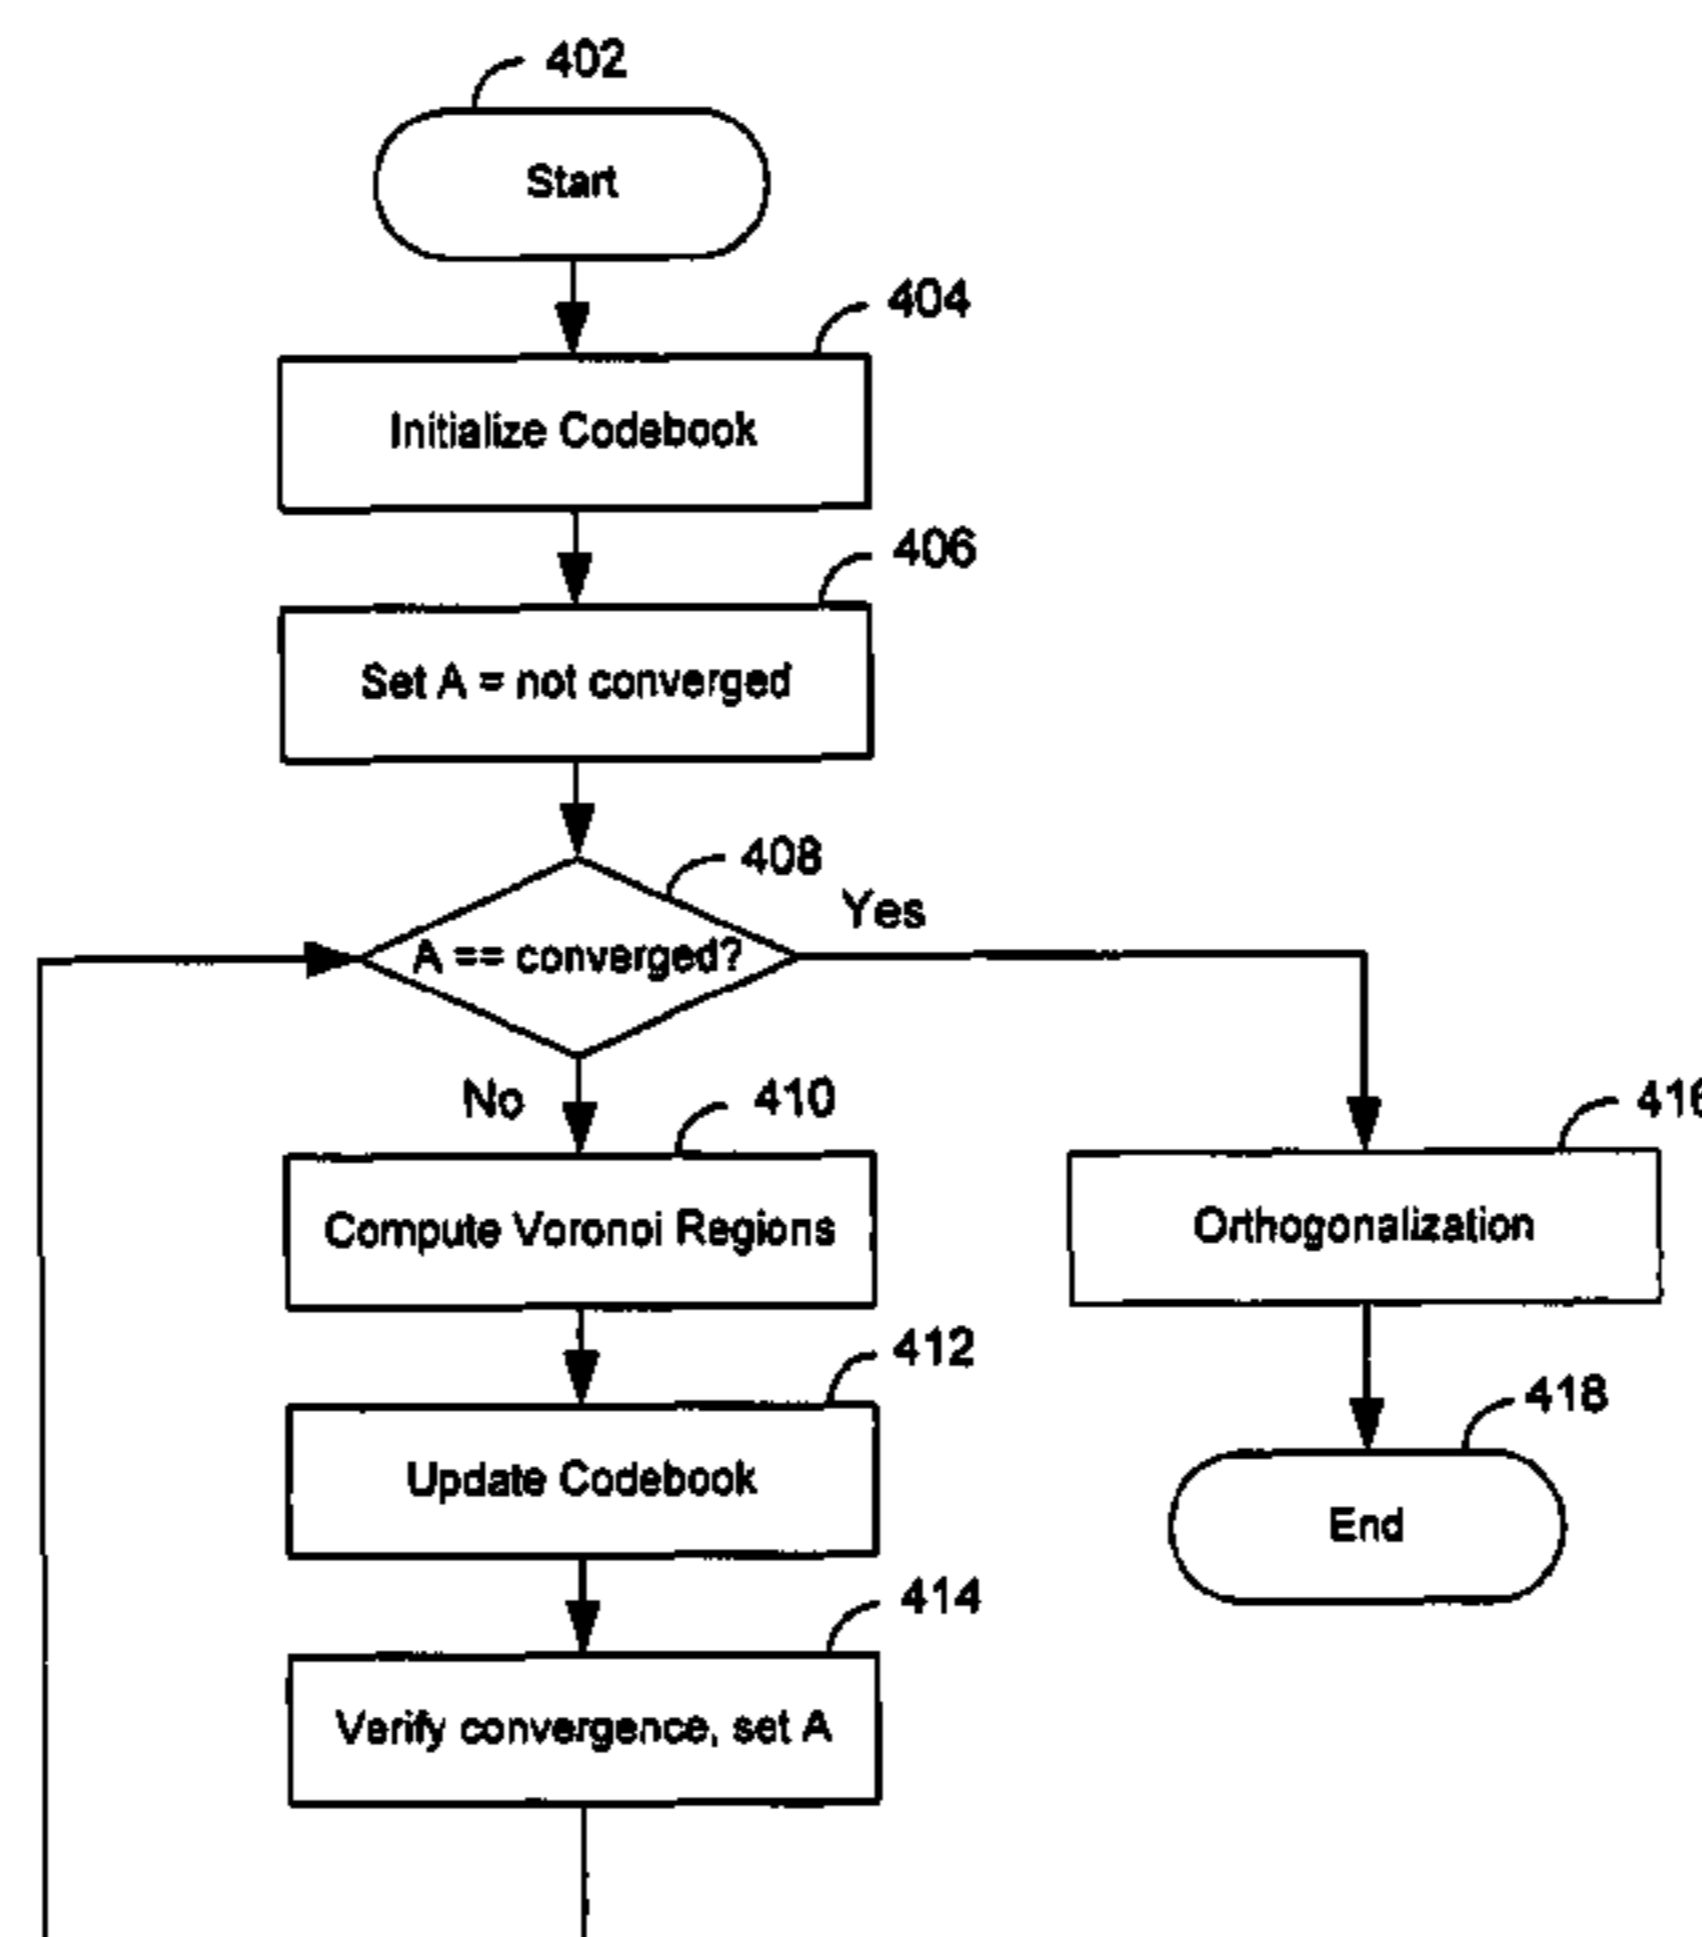 402
Start
404
Initialize Codebook
406
Set A = not converged
408
Yes
A == converged?
No
410
416
Compute Voronoi Regions
Orthogonalization
412
418
Update Codebook
End
414
Verify convergence, set A